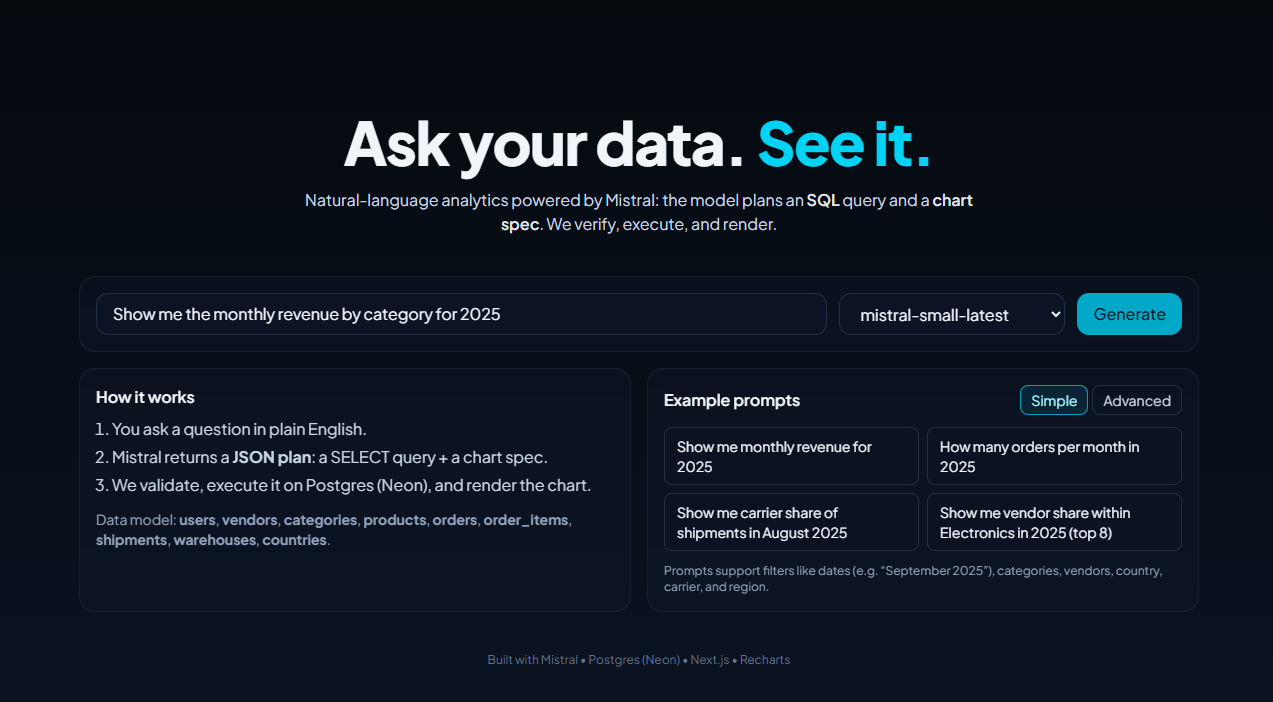 Ask your data. See it.
Natural-language analytics powered by Mistral: the model plans an SQL query and a chart
spec. We verify, execute, and render.
Show me the monthly revenue by category for 2025
mistral-small-latest
Generate
How it works
1. You ask a question in plain English.
2. Mistral returns a JSON plan: a SELECT query + a chart spec.
3. We validate, execute it on Postgres (Neon), and render the chart.
Data model: users, vendors, categories, products, orders, order_items,
shipments, warehouses, countries.
Example prompts
Simple
Advanced
Show me monthly revenue for
2025
How many orders per month in
2025
Show me carrier share of
shipments in August 2025
Show me vendor share within
Electronics in 2025 (top 8)
Prompts support filters like dates (e.g. "September 2025"), categories, vendors, country,
carrier, and region.
Built with Mistral • Postgres (Neon) • Next.js • Recharts